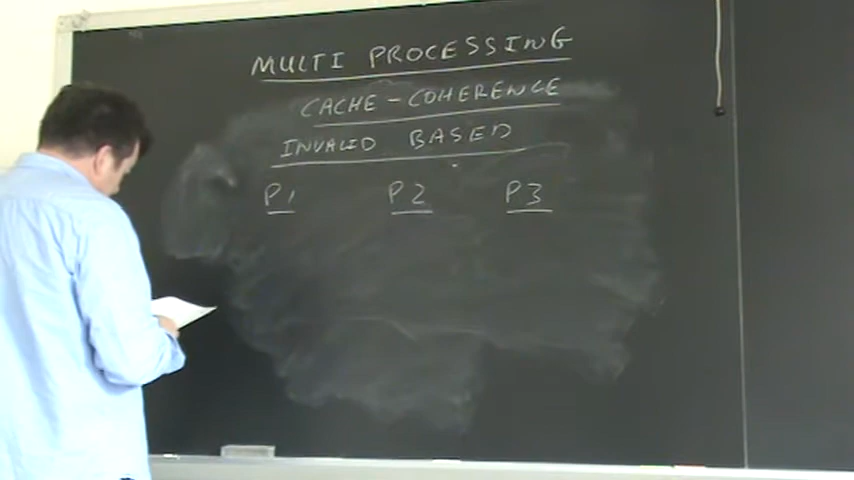 MULTI PROCESSING
CACHE-COHERENCE
INVALID BASED
P1 P2 P3